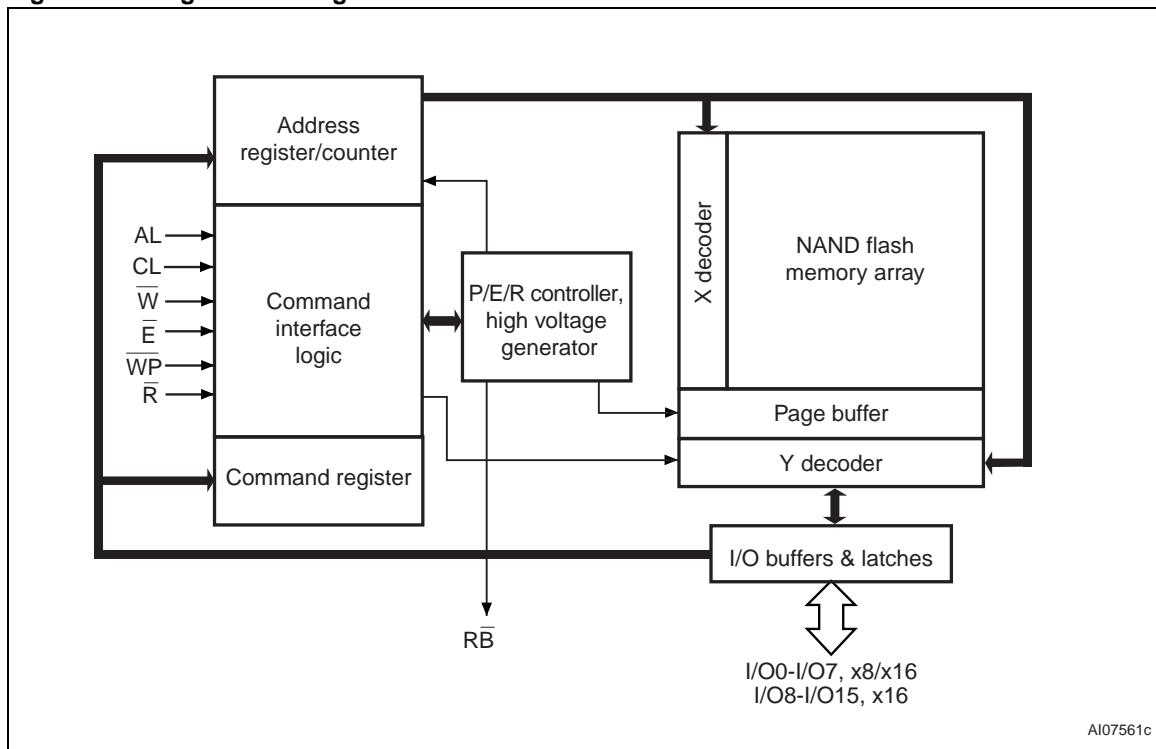 Address
register/counter
AL
CL
W̅
E̅
W̅P̅
R̅
Command
interface
logic
Command register
P/E/R controller,
high voltage
generator
X decoder
NAND flash
memory array
Page buffer
Y decoder
I/O buffers & latches
RB̅
I/O0-I/O7, x8/x16
I/O8-I/O15, x16
AI07561c